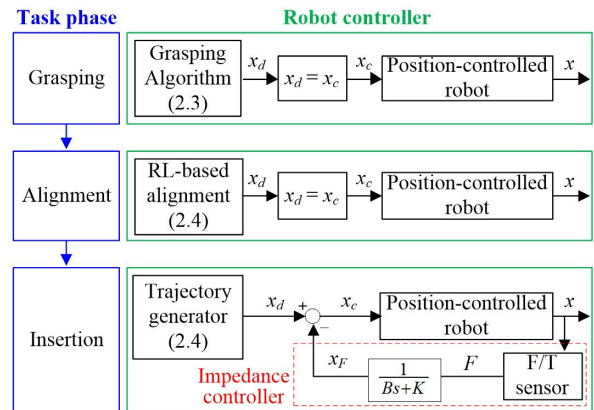 Task phase
Robot controller
Grasping
Grasping
Algorithm
(2.3)
x_d
x_d = x_c
x_c
Position-controlled
robot
x
Alignment
RL-based
alignment
(2.4)
x_d
x_d = x_c
x_c
Position-controlled
robot
x
Insertion
Trajectory
generator
(2.4)
x_d
+
−
x_c
Position-controlled
robot
x
Impedance
controller
x_F
1
Bs+K
F
F/T
sensor